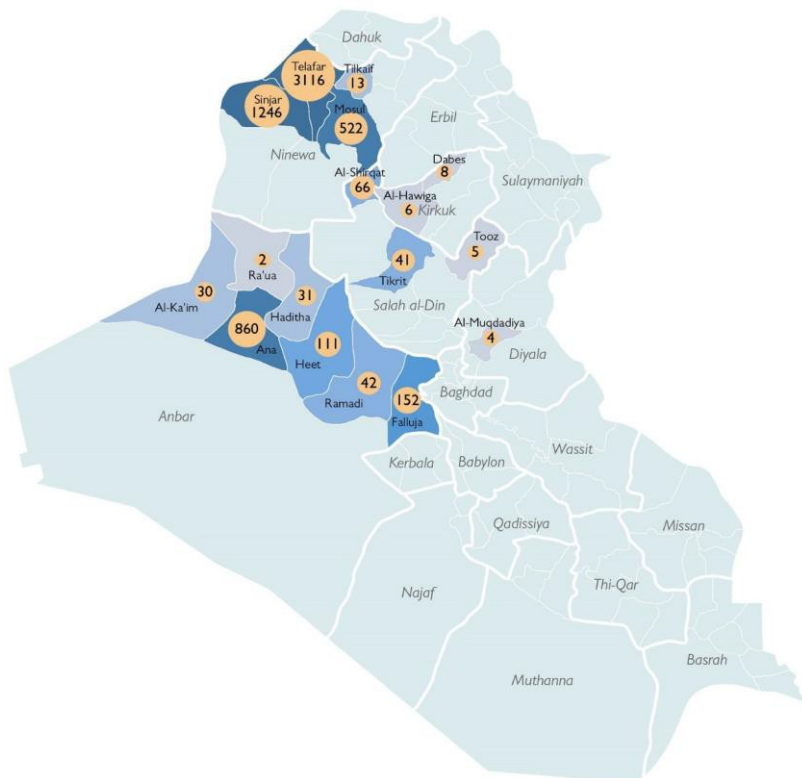 Dahuk
Telafar
3116
Tilkaif
13
Sinjar
1246
Mosul
522
Erbil
Ninewa
Dabes
8
Al-Shirqat
66
Al-Hawiga
6
Kirkuk
Sulaymaniyah
Tooz
5
2
Ra'ua
41
Tikrit
30
Al-Ka'im
31
Haditha
Salah al-Din
860
Ana
111
Heet
Al-Muqdadiya
4
Diyala
42
Ramadi
152
Falluja
Baghdad
Anbar
Wassit
Kerbala
Babylon
Qadissiya
Missan
Thi-Qar
Najaf
Basrah
Muthanna